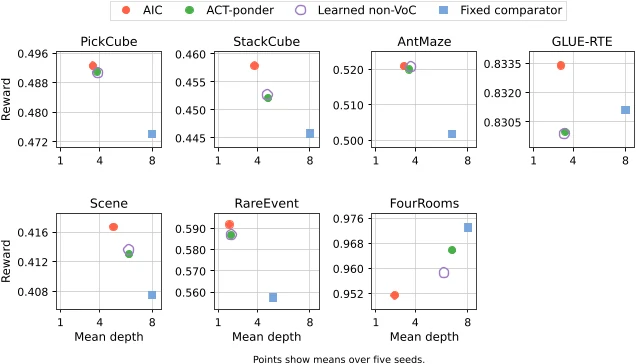 AIC ACT-ponder Learned non-VoC Fixed comparator
PickCube StackCube AntMaze GLUE-RTE
Reward
0.496 0.488 0.480 0.472
1 4 8
0.460 0.455 0.450 0.445
1 4 8
0.520 0.510 0.500
1 4 8
0.8335 0.8320 0.8305
1 4 8
Scene RareEvent FourRooms
Reward
0.416 0.412 0.408
1 4 8
Mean depth
0.590 0.580 0.570 0.560
1 4 8
Mean depth
0.976 0.968 0.960 0.952
1 4 8
Mean depth
Points show means over five seeds.